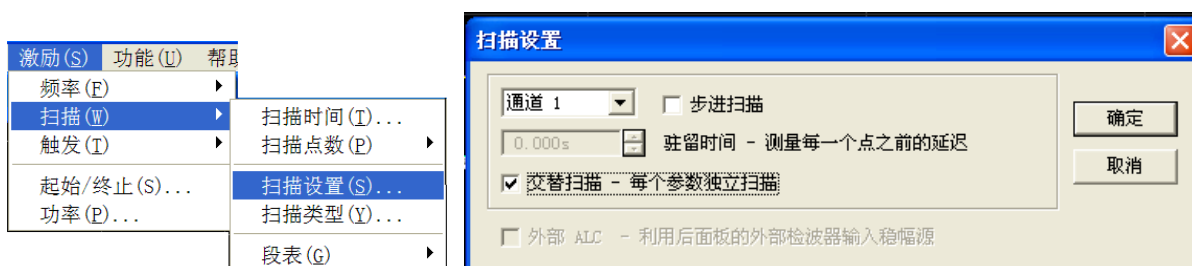 激励(S) 功能(U) 帮
频率(F)
扫描(W)
触发(T)
起始/终止(S)...
功率(P)...
扫描时间(T)...
扫描点数(P)
扫描设置(S)...
扫描类型(Y)...
段表(G)
扫描设置
通道 1
步进扫描
0.000s
驻留时间 - 测量每一个点之前的延迟
交替扫描 - 每个参数独立扫描
外部 ALC - 利用后面板的外部检波器输入稳幅源
确定
取消